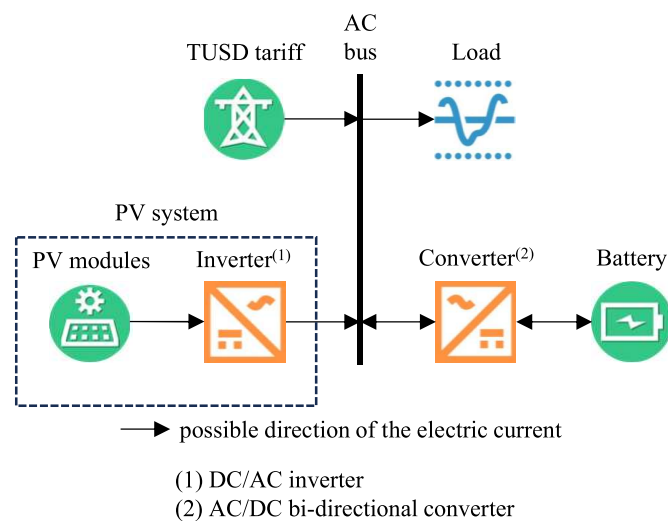 TUSD tariff
AC
bus
Load
PV system
PV modules
Inverter(1)
Converter(2)
Battery
possible direction of the electric current
(1) DC/AC inverter
(2) AC/DC bi-directional converter